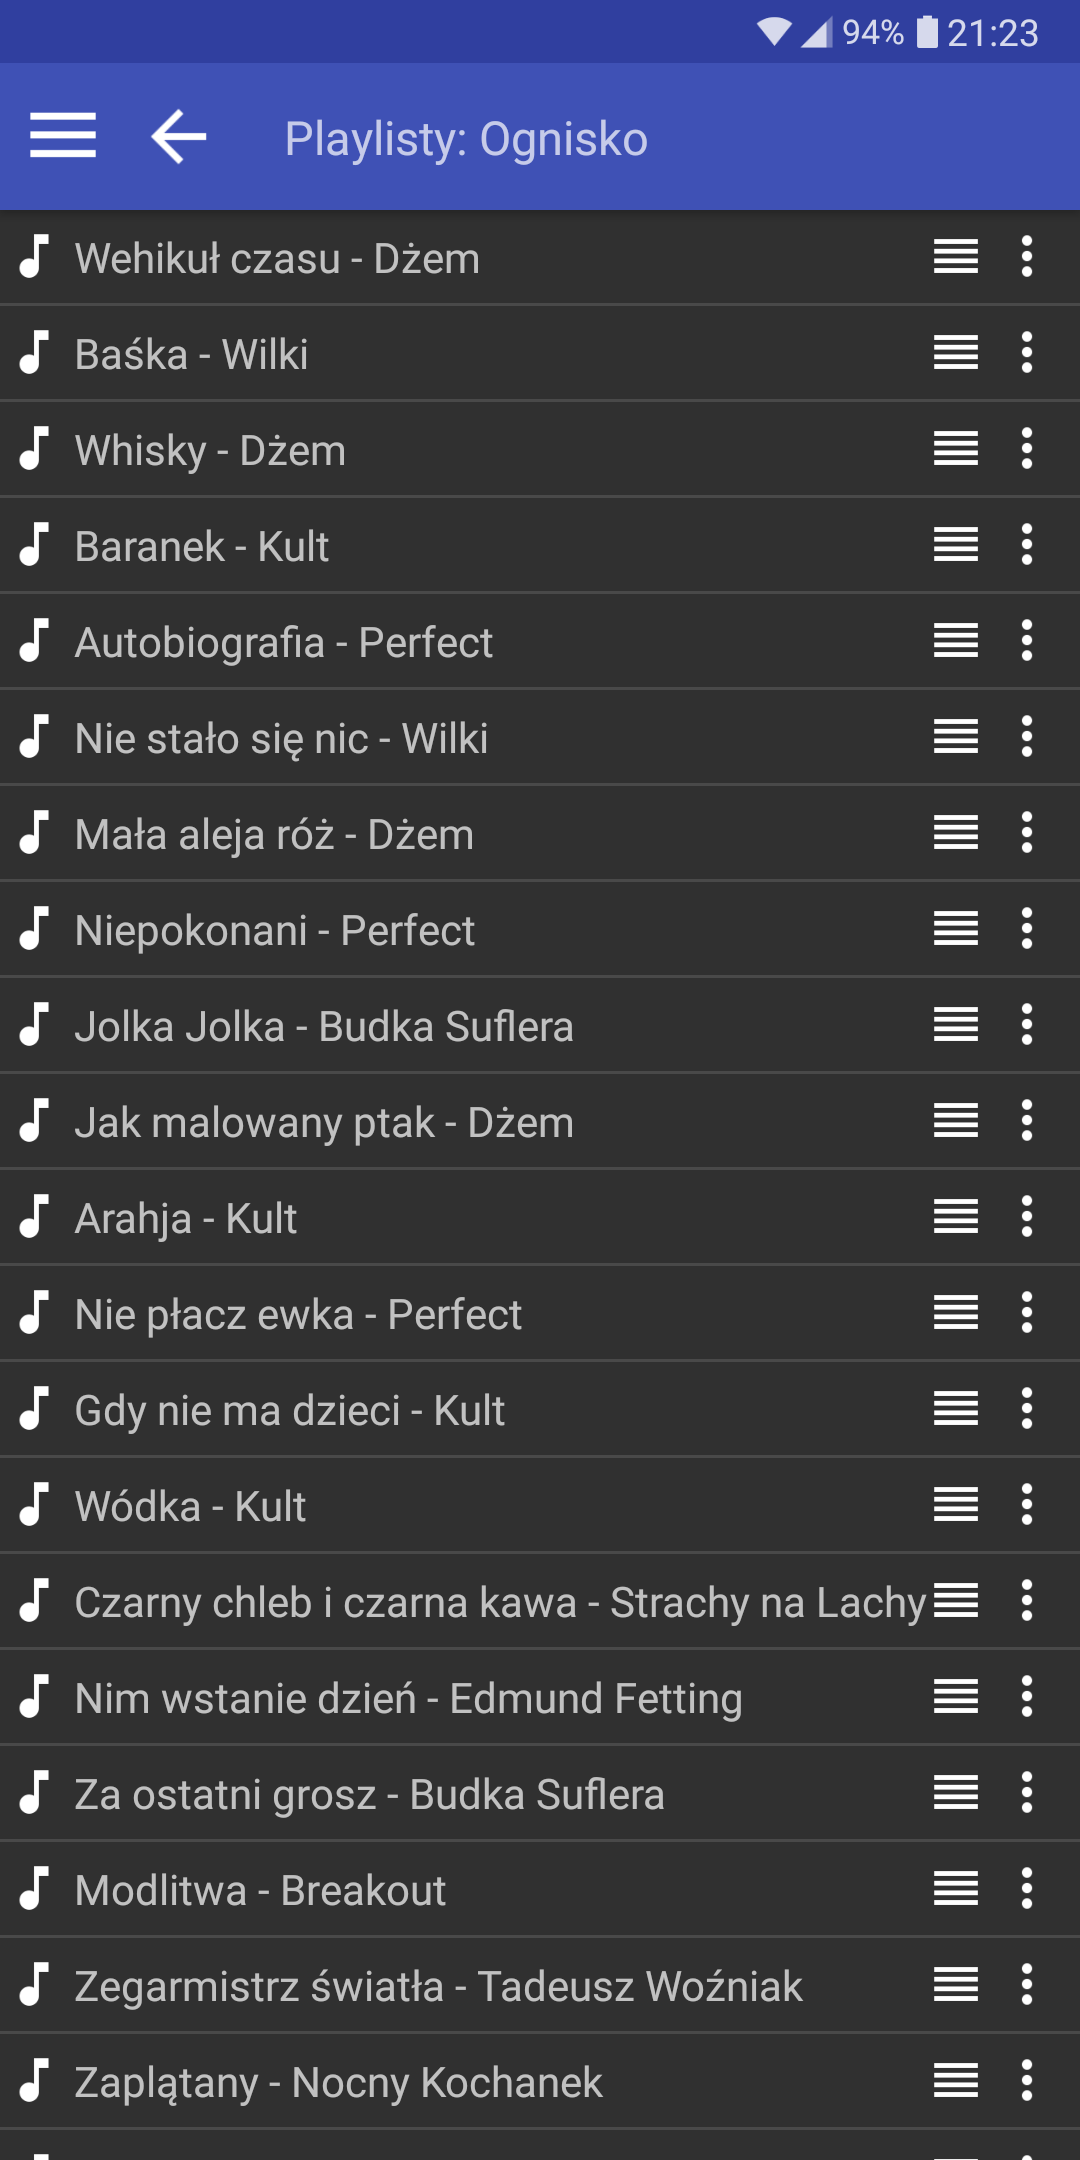 94% 21:23
Playlisty: Ognisko
Wehikuł czasu - Dżem
Baśka - Wilki
Whisky - Dżem
Baranek - Kult
Autobiografia - Perfect
Nie stało się nic - Wilki
Mała aleja róż - Dżem
Niepokonani - Perfect
Jolka Jolka - Budka Suflera
Jak malowany ptak - Dżem
Arahja - Kult
Nie płacz ewka - Perfect
Gdy nie ma dzieci - Kult
Wódka - Kult
Czarny chleb i czarna kawa - Strachy na Lachy
Nim wstanie dzień - Edmund Fetting
Za ostatni grosz - Budka Suflera
Modlitwa - Breakout
Zegarmistrz światła - Tadeusz Woźniak
Zaplątany - Nocny Kochanek